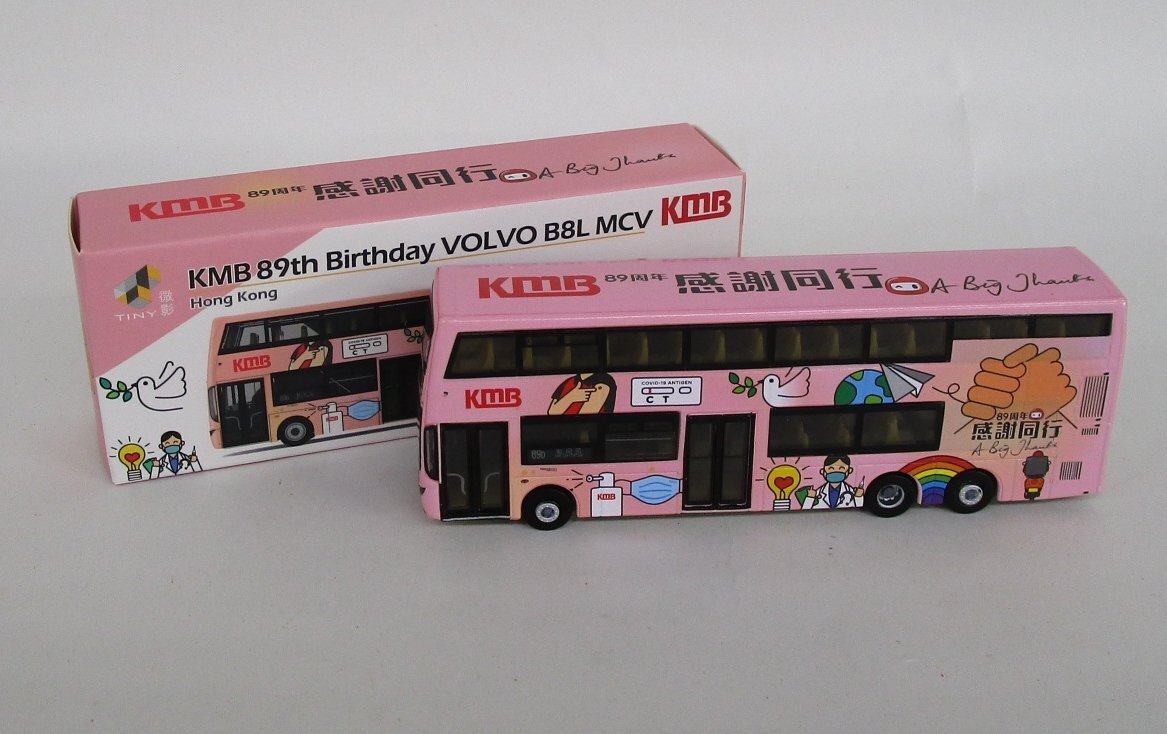 KMB 89周年 感謝同行 A Big Thanks
KMB 89th Birthday VOLVO B8L MCV KMB
Hong Kong
TINY 微影
KMB
COVID-19 ANTIGEN
C T
KMB
KMB 89周年 感謝同行 A Big Thanks
KMB
COVID-19 ANTIGEN
C T
89周年
感謝同行
A Big Thanks
KMB